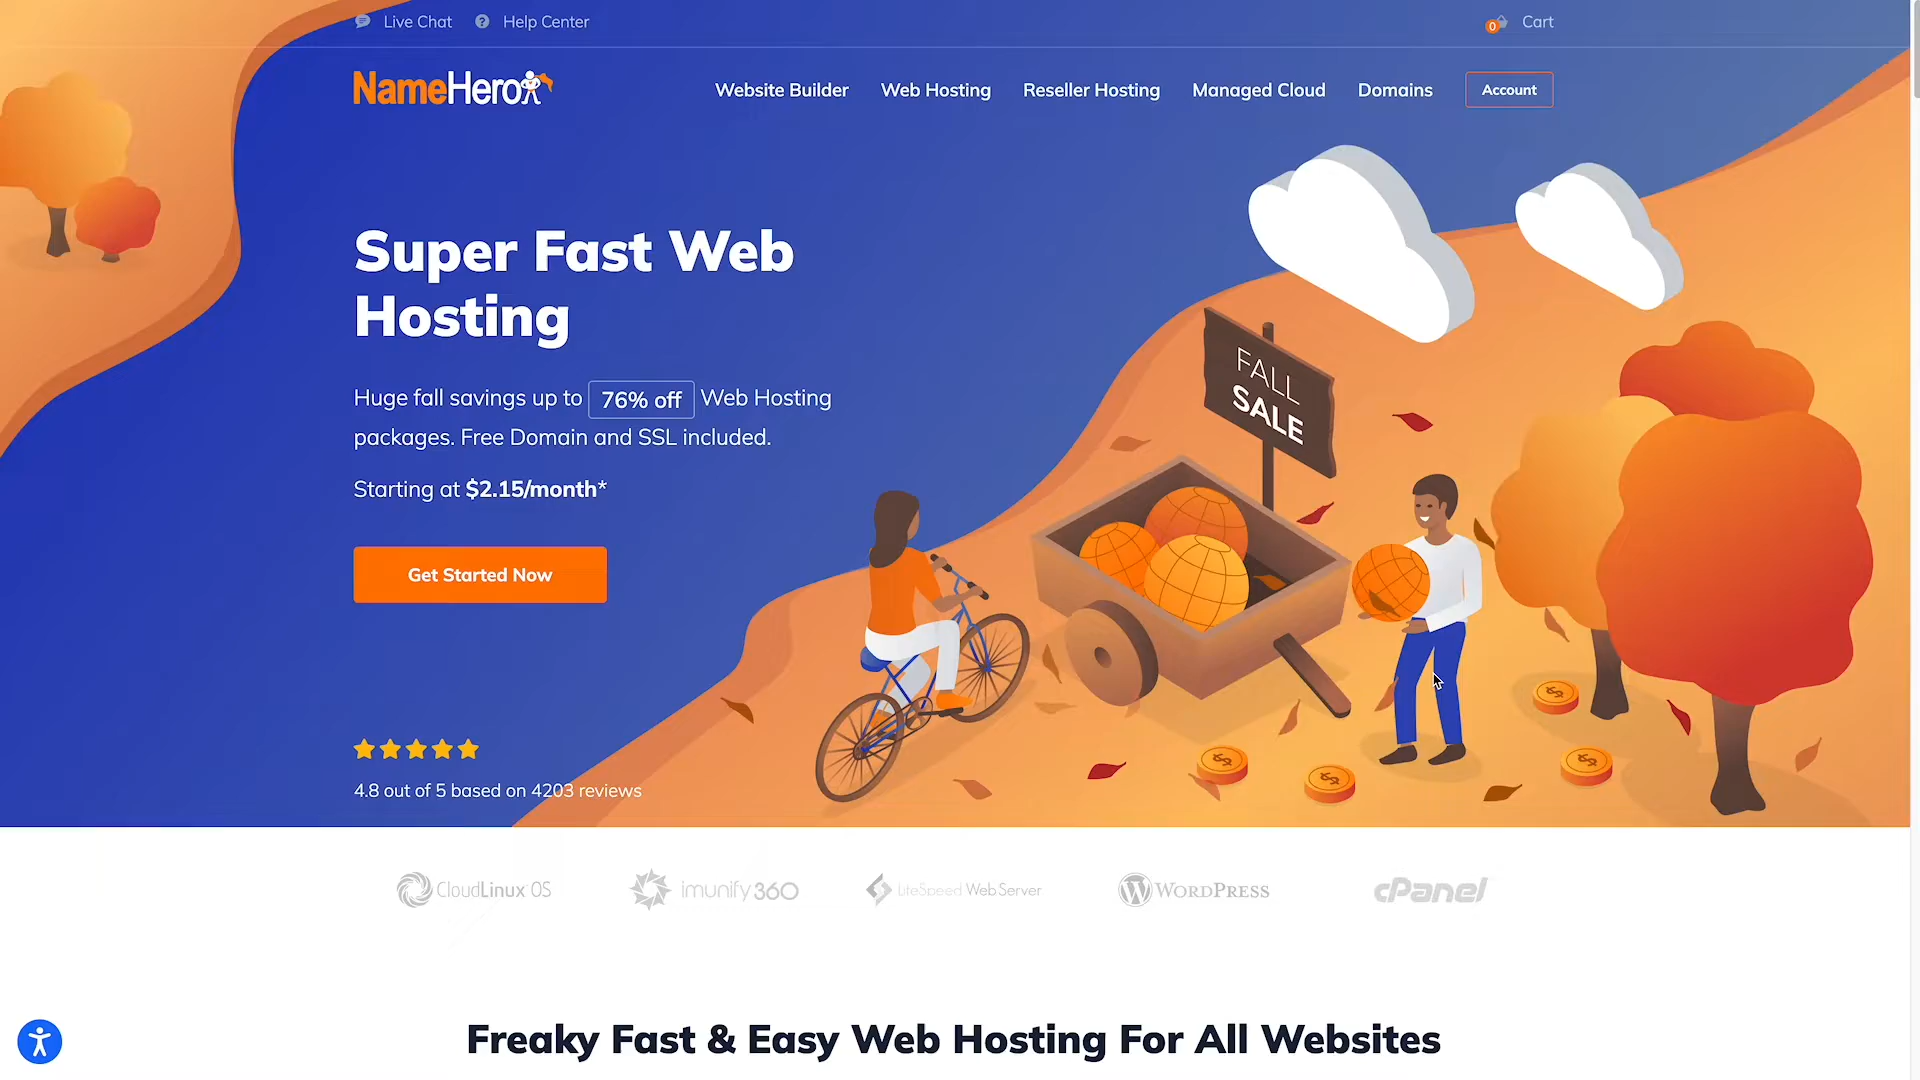 Live Chat
Help Center
0
Cart
NameHero
Website Builder
Web Hosting
Reseller Hosting
Managed Cloud
Domains
Account
Super Fast Web
Hosting
Huge fall savings up to 76% off Web Hosting
packages. Free Domain and SSL included.
Starting at $2.15/month*
Get Started Now
FALL
SALE
4.8 out of 5 based on 4203 reviews
CloudLinux OS
imunify360
LiteSpeed Web Server
WORDPRESS
cPanel
Freaky Fast & Easy Web Hosting For All Websites